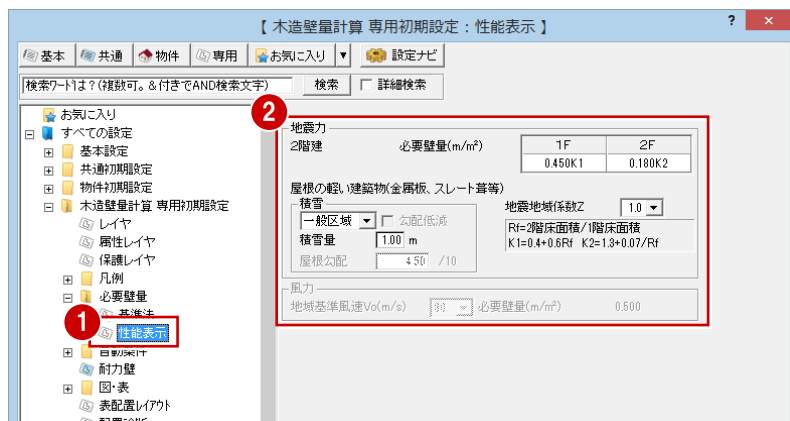 【 木造壁量計算 専用初期設定：性能表示 】 ? ×
基本 共通 物件 専用 お気に入り ▼ 設定ナビ
検索ワードは？(複数可。＆付きでAND検索文字) 検索 詳細検索
お気に入り
すべての設定
基本設定
共通初期設定
物件初期設定
木造壁量計算 専用初期設定
レイヤ
属性レイヤ
保護レイヤ
凡例
必要壁量
基準法
1
性能表示
自動条件
耐力壁
図・表
表配置レイアウト
2
地震力
2階建 必要壁量(m/m²) 1F 2F
0.450K1 0.180K2
屋根の軽い建築物(金属板、スレート葺等)
積雪 地震地域係数Z 1.0
一般区域 勾配低減
積雪量 1.00 m
屋根勾配 4.50 /10
Rf=2階床面積/1階床面積
K1=0.4+0.6Rf K2=1.3+0.07/Rf
風力
地域基準風速Vo(m/s) 30 必要壁量(m/m²) 0.500